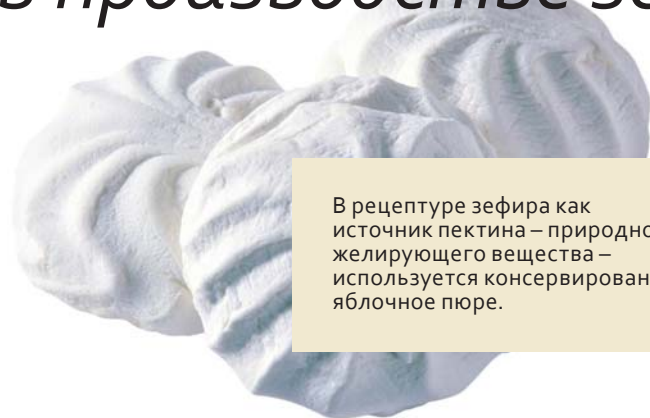 в производстве
В рецептуре зефира как
источник пектина – природно
желирующего вещества –
используется консервирован
яблочное пюре.